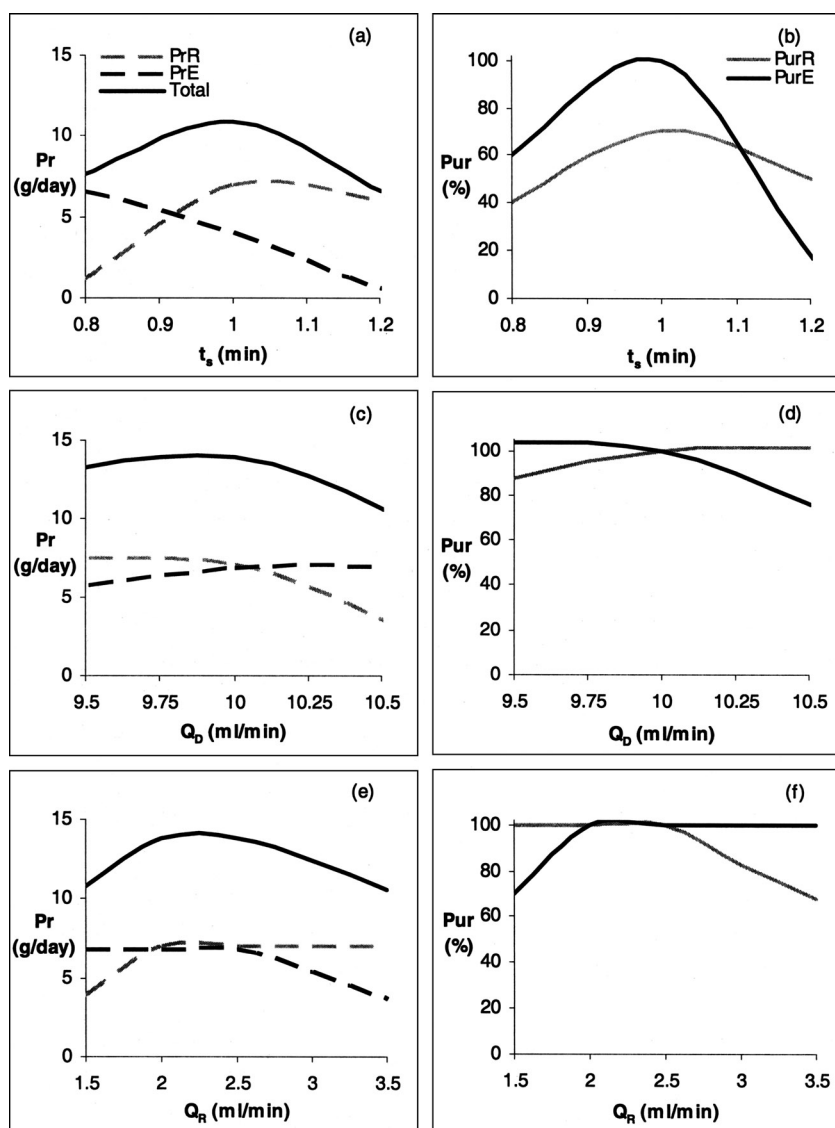 (a)
PrR
PrE
Total
15
10
5
0
Pr
(g/day)
0.8 0.9 1 1.1 1.2
ts (min)
(b)
PurR
PurE
100
80
60
40
20
0
Pur
(%)
0.8 0.9 1 1.1 1.2
ts (min)
(c)
15
10
5
0
Pr
(g/day)
9.5 9.75 10 10.25 10.5
QD (ml/min)
(d)
100
80
60
40
20
0
Pur
(%)
9.5 9.75 10 10.25 10.5
QD (ml/min)
(e)
15
10
5
0
Pr
(g/day)
1.5 2 2.5 3 3.5
QR (ml/min)
(f)
100
80
60
40
20
0
Pur
(%)
1.5 2 2.5 3 3.5
QR (ml/min)